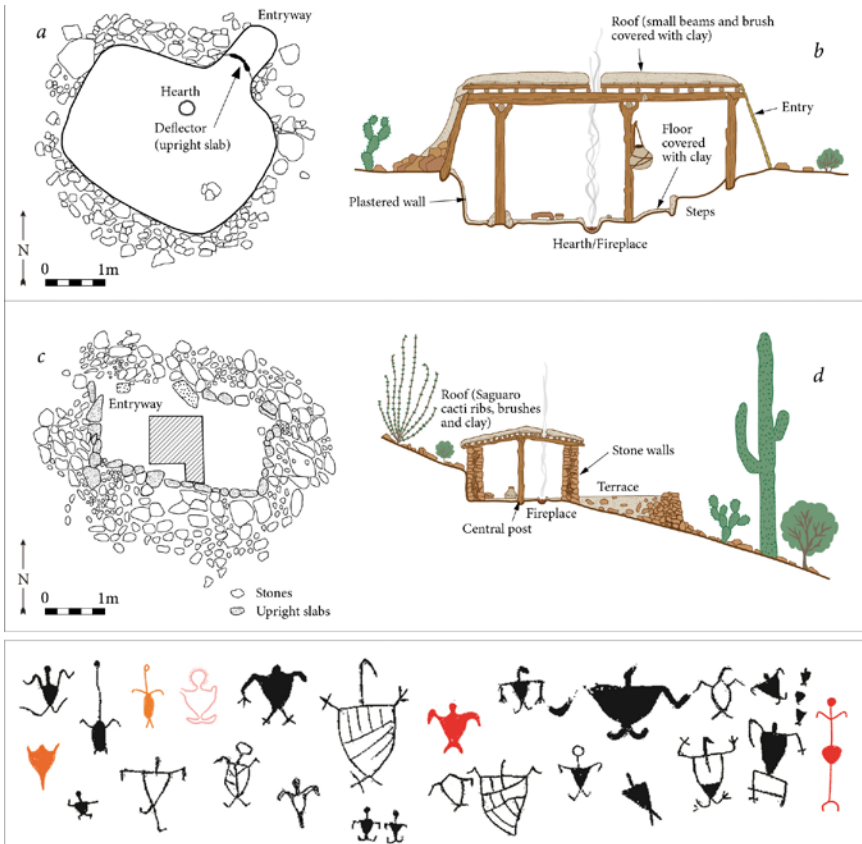 a
Entryway
Hearth
Deflector
(upright slab)
N
0 1m
b
Roof (small beams and brush
covered with clay)
Entry
Floor
covered
with clay
Plastered wall
Steps
Hearth/Fireplace
c
Entryway
N
0 1m
Stones
Upright slabs
d
Roof (Saguaro
cacti ribs, brushes
and clay)
Stone walls
Terrace
Fireplace
Central post